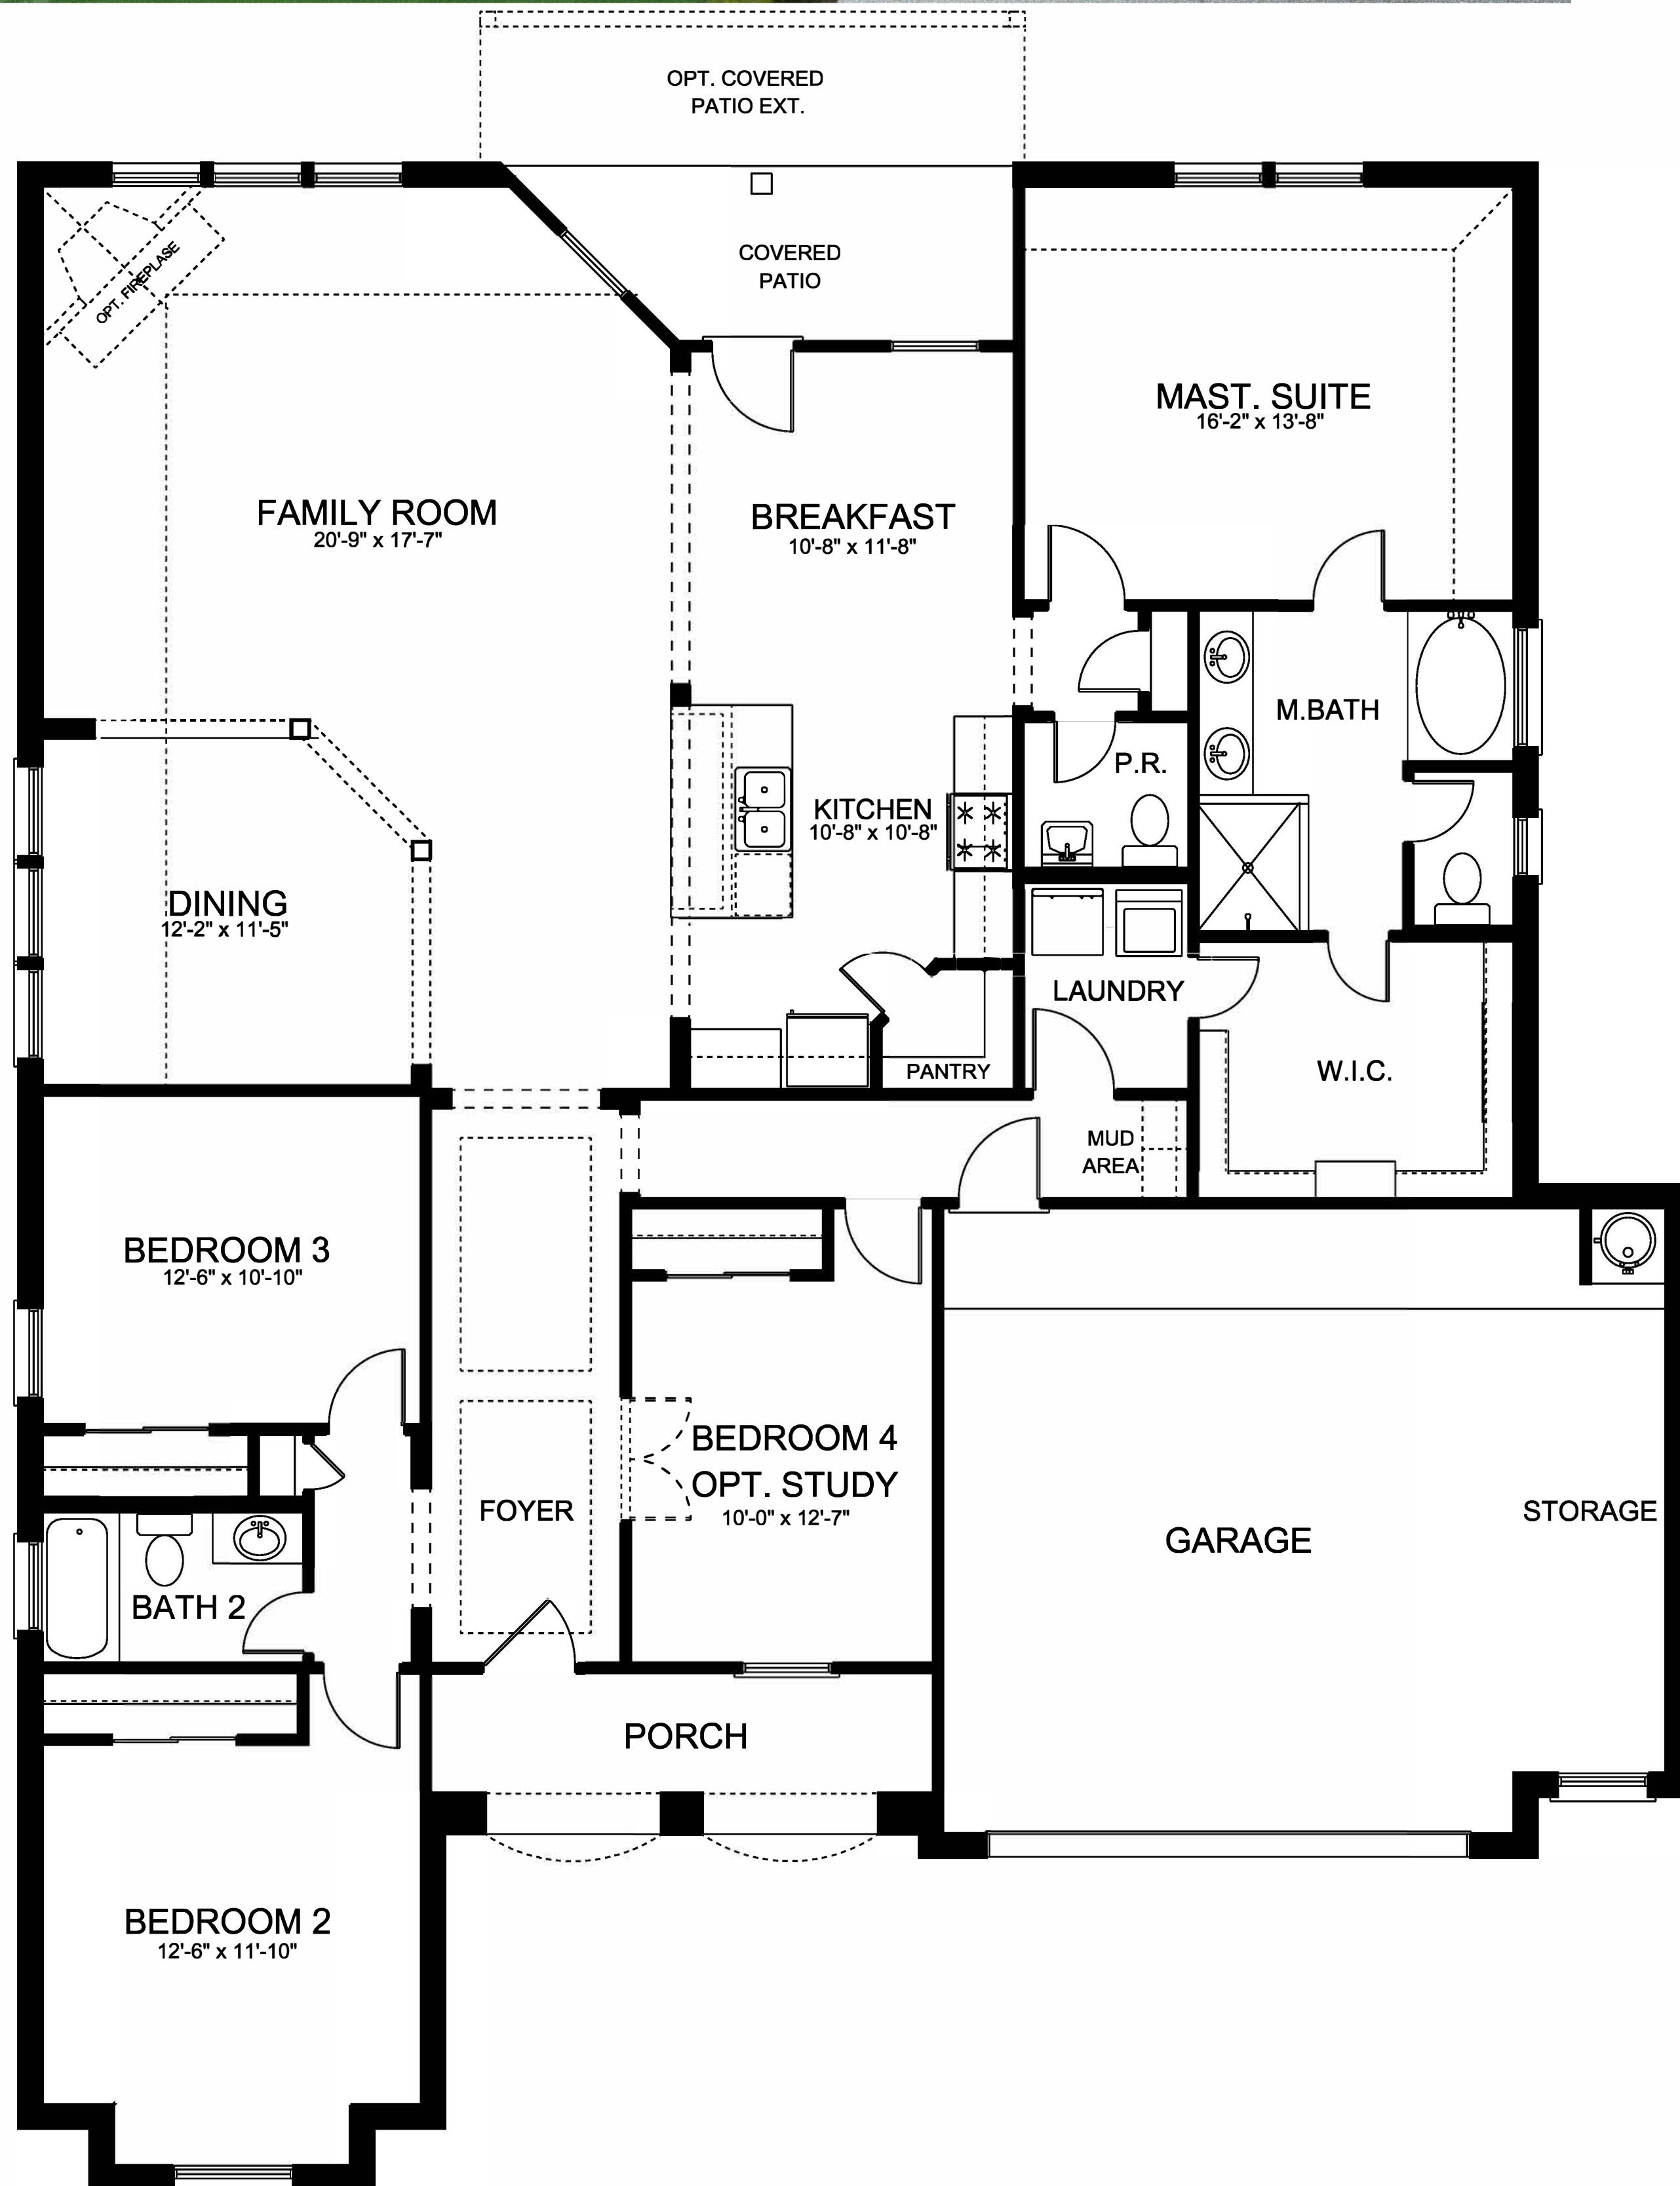 OPT. COVERED
PATIO EXT.
COVERED
PATIO
OPT. FIREPLASE
MAST. SUITE
16'-2" x 13'-8"
FAMILY ROOM
20'-9" x 17'-7"
BREAKFAST
10'-8" x 11'-8"
M.BATH
P.R.
KITCHEN
10'-8" x 10'-8"
DINING
12'-2" x 11'-5"
LAUNDRY
PANTRY
W.I.C.
MUD
AREA
BEDROOM 3
12'-6" x 10'-10"
BEDROOM 4
OPT. STUDY
10'-0" x 12'-7"
FOYER
GARAGE
STORAGE
BATH 2
PORCH
BEDROOM 2
12'-6" x 11'-10"